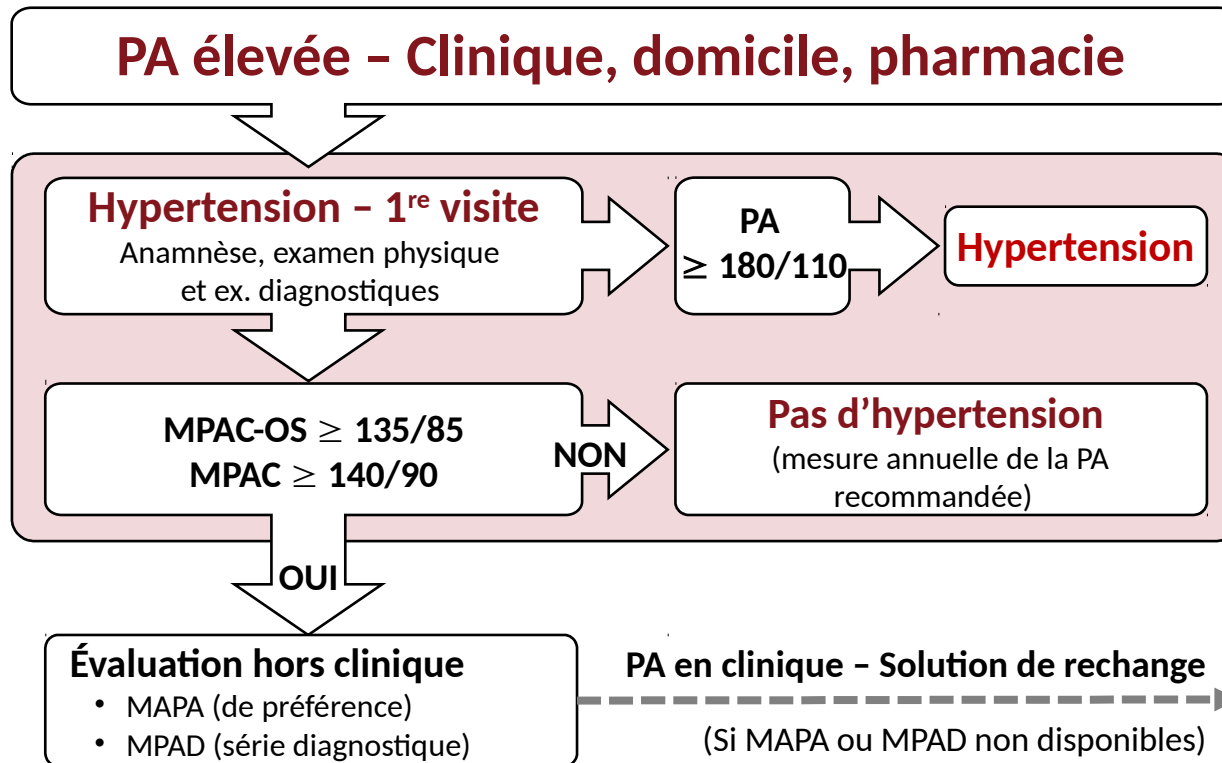 PA élevée – Clinique, domicile, pharmacie
Hypertension – 1re visite
Anamnèse, examen physique
et ex. diagnostiques
PA
≥ 180/110
Hypertension
MPAC-OS ≥ 135/85
MPAC ≥ 140/90
NON
Pas d’hypertension
(mesure annuelle de la PA
recommandée)
OUI
Évaluation hors clinique
• MAPA (de préférence)
• MPAD (série diagnostique)
PA en clinique – Solution de rechange
(Si MAPA ou MPAD non disponibles)